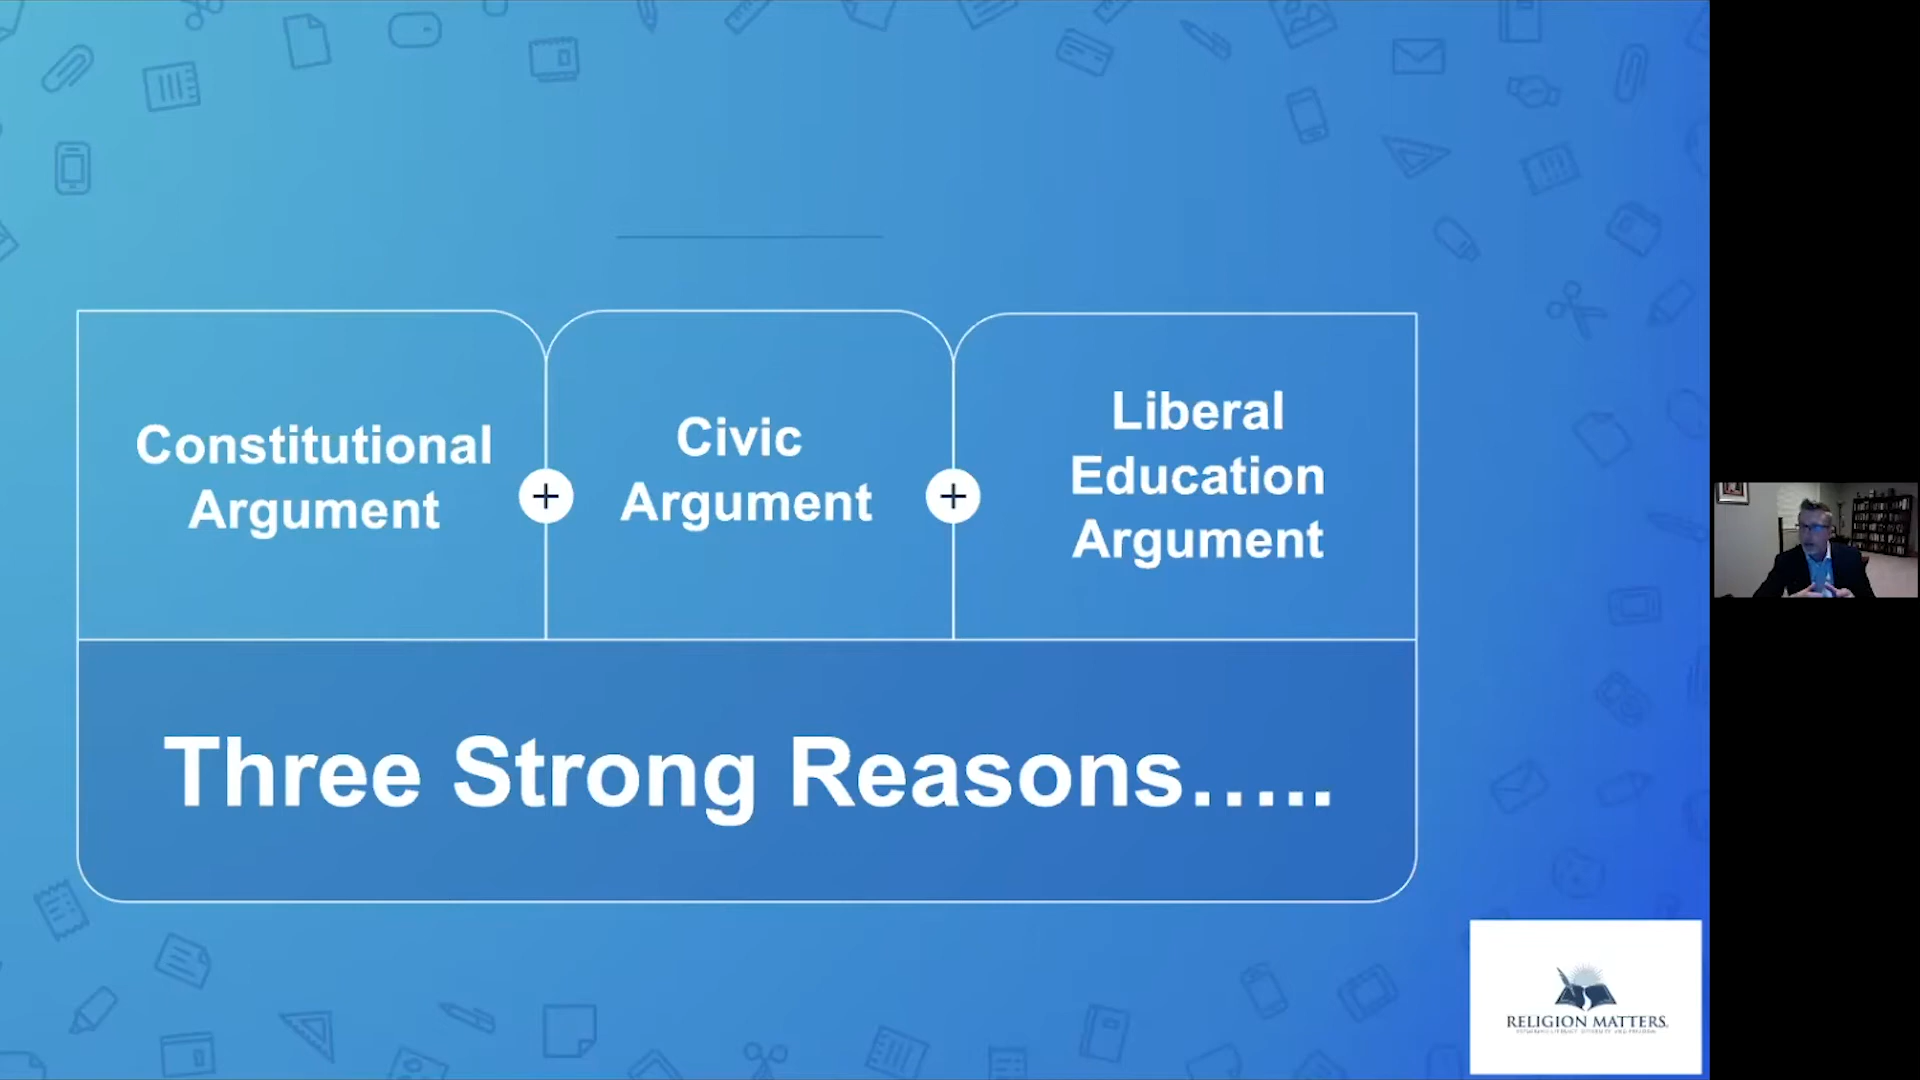 Constitutional
Argument
+
Civic
Argument
+
Liberal
Education
Argument
Three Strong Reasons.....
RELIGION MATTERS.